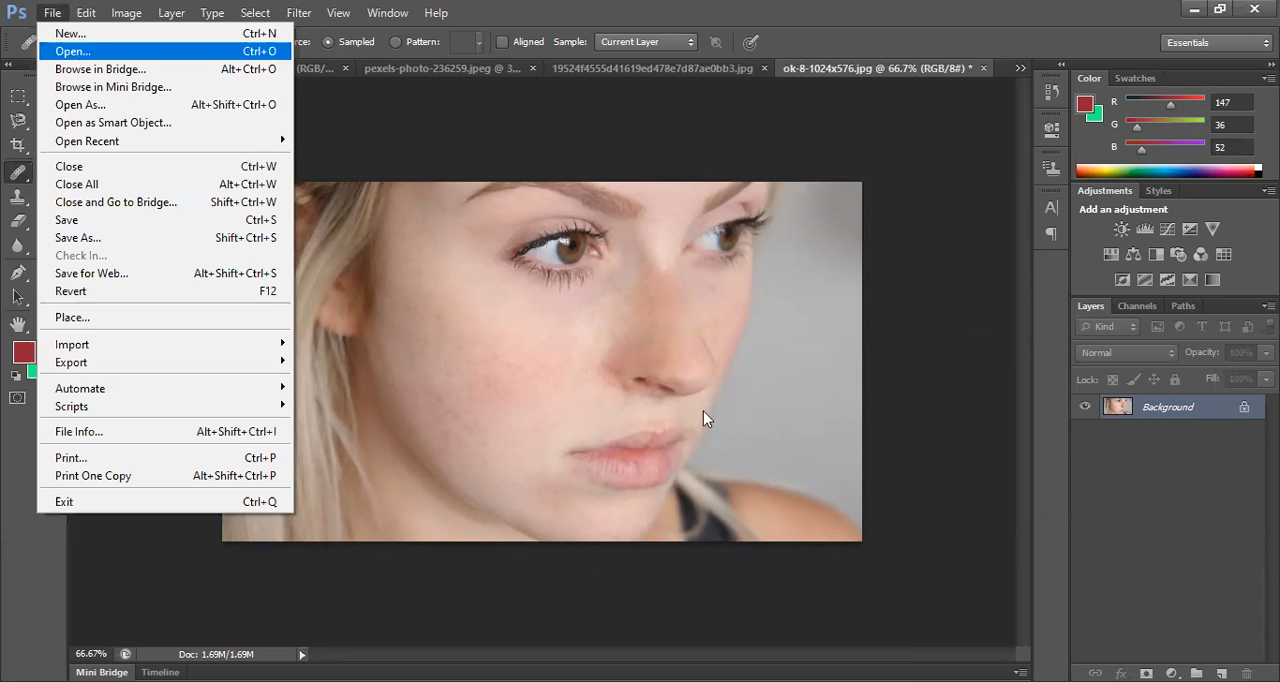 Ps File Edit Image Layer Type Select Filter View Window Help
rce: Sampled Pattern: Aligned Sample: Current Layer Essentials
(RGB/... × pexels-photo-236259.jpeg @ 3... × 19524f4555d41619ed478e7d87ae0bb3.jpg × ok-8-1024x576.jpg @ 66.7% (RGB/8#) * ×
New... Ctrl+N
Open... Ctrl+O
Browse in Bridge... Alt+Ctrl+O
Browse in Mini Bridge...
Open As... Alt+Shift+Ctrl+O
Open as Smart Object...
Open Recent
Close Ctrl+W
Close All Alt+Ctrl+W
Close and Go to Bridge... Shift+Ctrl+W
Save Ctrl+S
Save As... Shift+Ctrl+S
Check In...
Save for Web... Alt+Shift+Ctrl+S
Revert F12
Place...
Import
Export
Automate
Scripts
File Info... Alt+Shift+Ctrl+I
Print... Ctrl+P
Print One Copy Alt+Shift+Ctrl+P
Exit Ctrl+Q
Color Swatches
R 147
G 36
B 52
Adjustments Styles
Add an adjustment
Layers Channels Paths
Kind
Normal Opacity: 100%
Lock: Fill: 100%
Background
66.67% Doc: 1.69M/1.69M
Mini Bridge Timeline